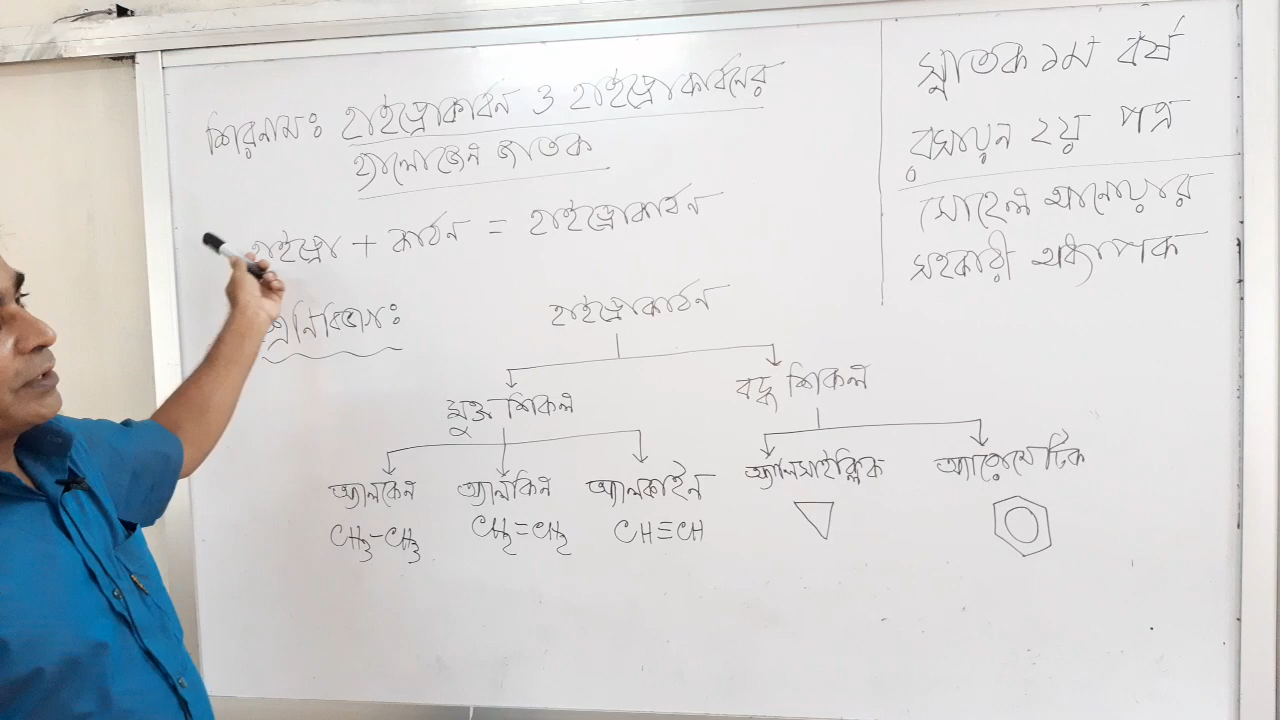 শিরনামঃ হাইড্রোকার্বন ও হাইড্রোকার্বনের
হ্যালোজেন জাতক
হাইড্রো + কার্বন = হাইড্রোকার্বন
শ্রেনিবিভাগঃ
হাইড্রোকার্বন
মুক্ত শিকল
বদ্ধ শিকল
অ্যালকেন
অ্যালকিন
অ্যালকাইন
অ্যালিসাইক্লিক
অ্যারোমেটিক
CH₃-CH₃
CH₂=CH₂
CH≡CH
স্নাতক ১ম বর্ষ
রসায়ন ২য় পত্র
সোহেল আনোয়ার
সহকারী অধ্যাপক